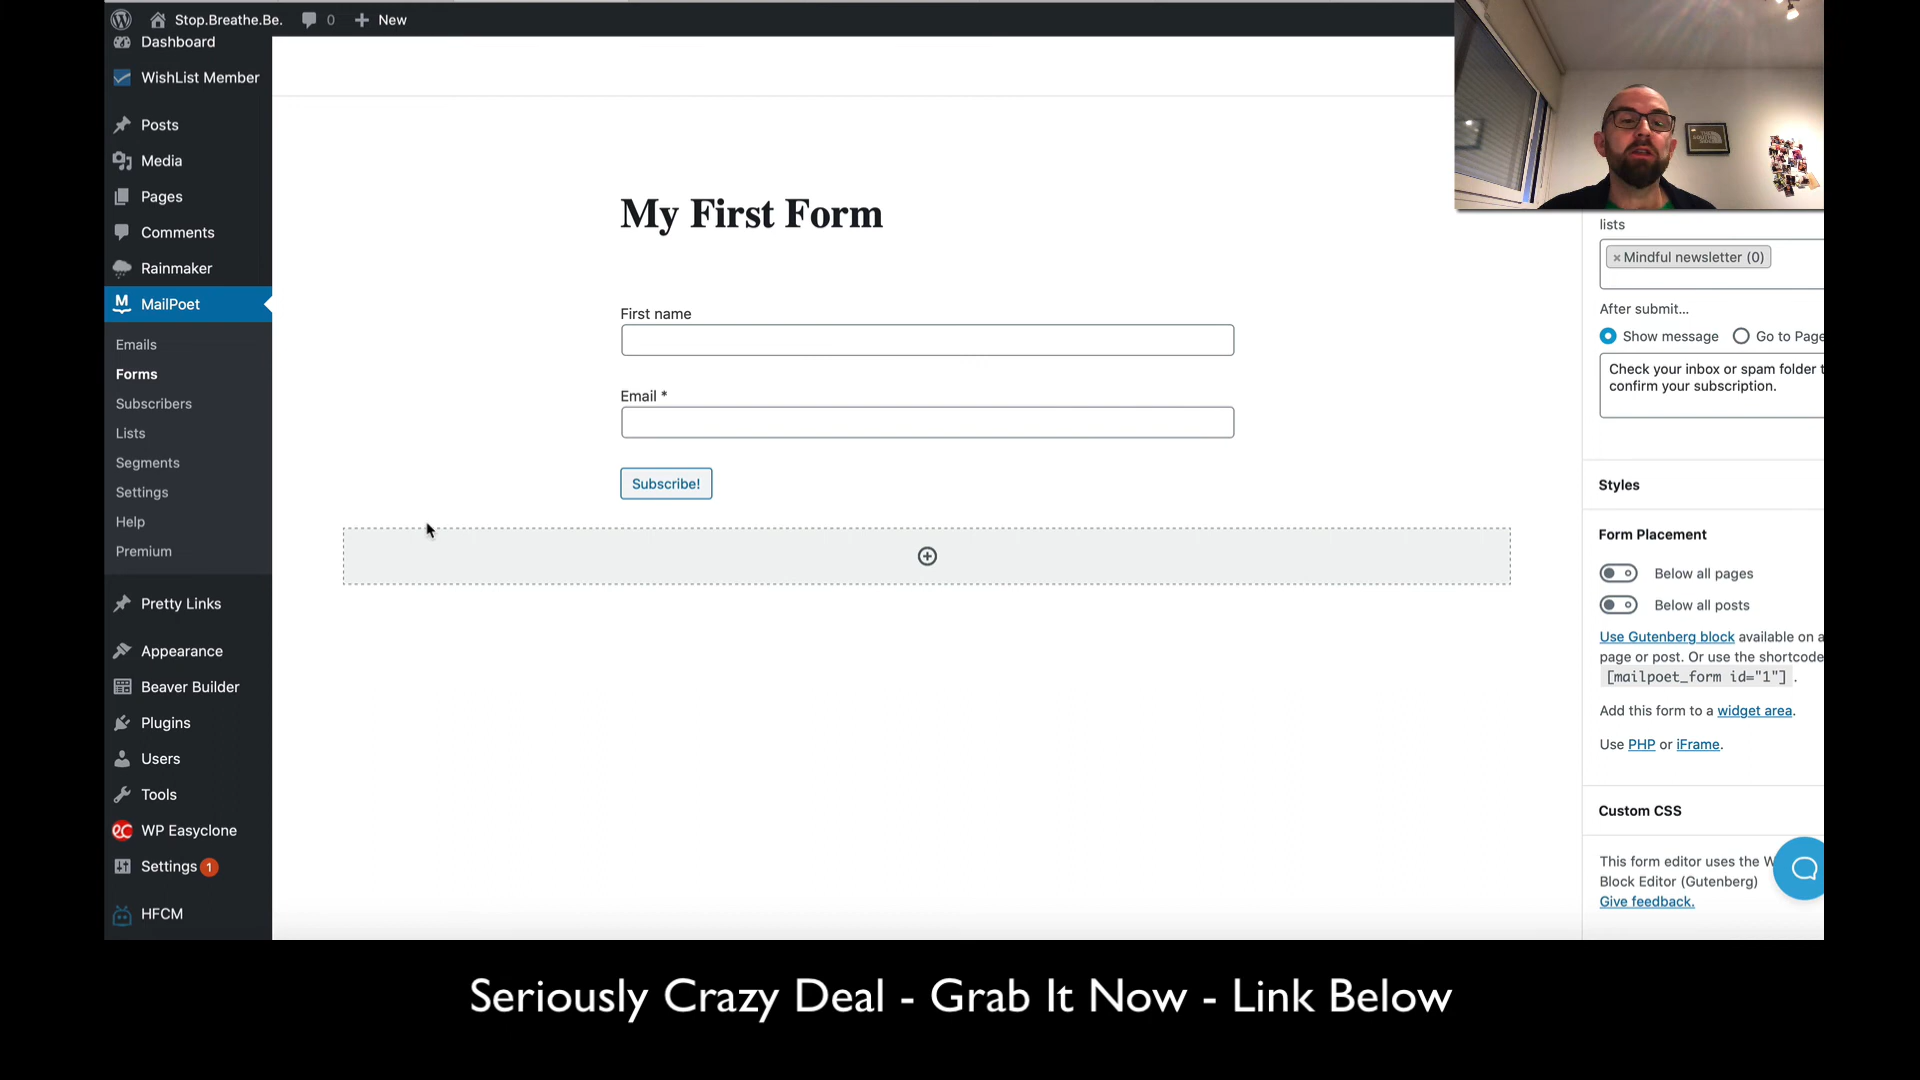 Stop.Breathe.Be.
0
New
Dashboard
WishList Member
Posts
Media
Pages
Comments
Rainmaker
MailPoet
Emails
Forms
Subscribers
Lists
Segments
Settings
Help
Premium
Pretty Links
Appearance
Beaver Builder
Plugins
Users
Tools
WP Easyclone
Settings 1
HFCM
My First Form
First name
Email *
Subscribe!
lists
× Mindful newsletter (0)
After submit...
Show message
Go to Page
Check your inbox or spam folder t
confirm your subscription.
Styles
Form Placement
Below all pages
Below all posts
Use Gutenberg block available on a
page or post. Or use the shortcode
[mailpoet_form id="1"] .
Add this form to a widget area.
Use PHP or iFrame.
Custom CSS
This form editor uses the W
Block Editor (Gutenberg)
Give feedback.
Seriously Crazy Deal - Grab It Now - Link Below